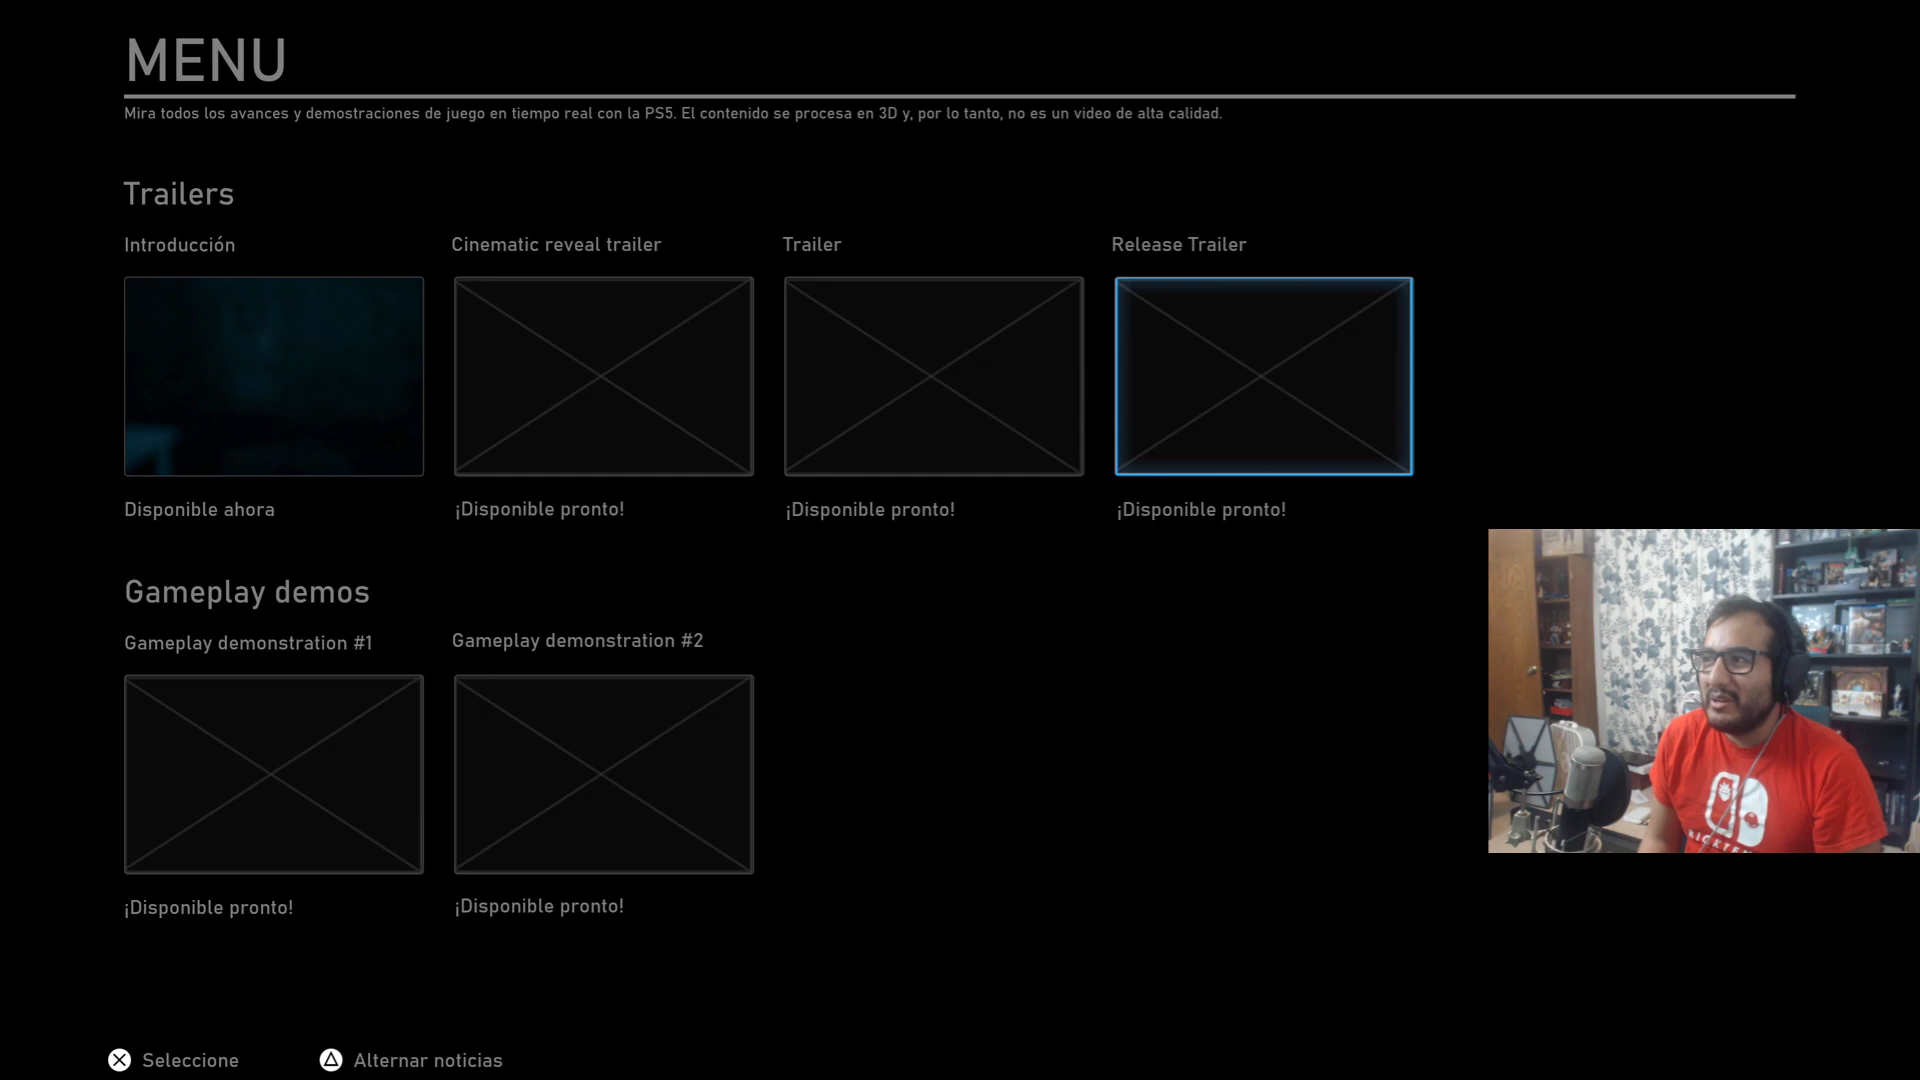 MENU
Mira todos los avances y demostraciones de juego en tiempo real con la PS5. El contenido se procesa en 3D y, por lo tanto, no es un video de alta calidad.
Trailers
Introducción
Cinematic reveal trailer
Trailer
Release Trailer
Disponible ahora
¡Disponible pronto!
¡Disponible pronto!
¡Disponible pronto!
Gameplay demos
Gameplay demonstration #1
Gameplay demonstration #2
¡Disponible pronto!
¡Disponible pronto!
Seleccione
Alternar noticias